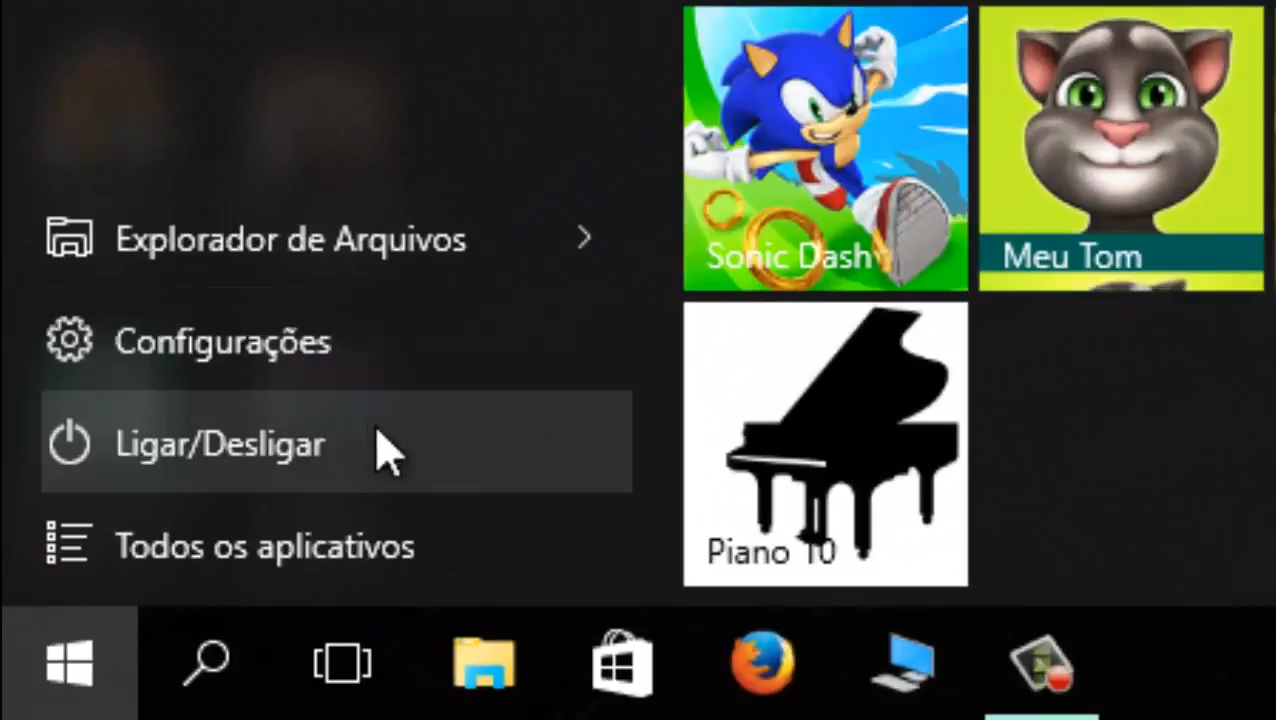 Explorador de Arquivos
Configurações
Ligar/Desligar
Todos os aplicativos
Sonic Dash
Meu Tom
Piano 10